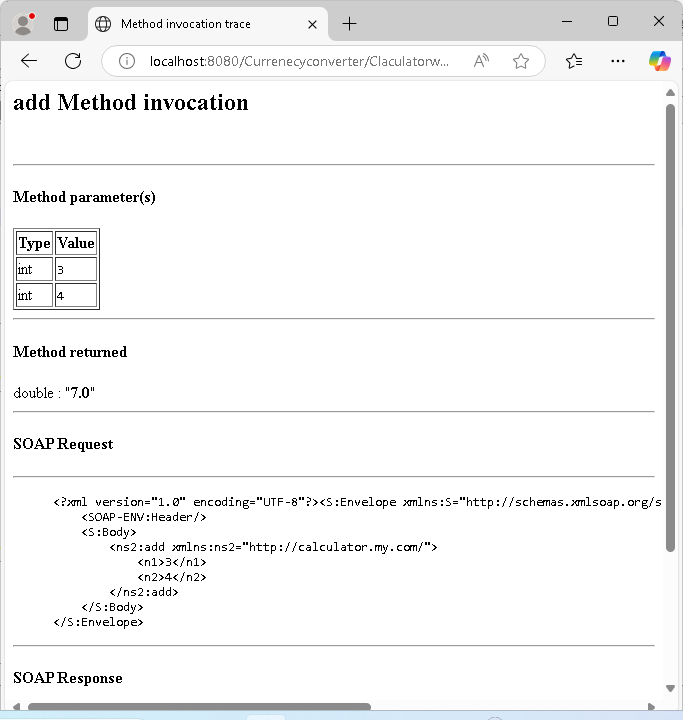 Method invocation trace
localhost:8080/Currenecyconverter/Claculatorw...
add Method invocation
Method parameter(s)
Type Value
int 3
int 4
Method returned
double : "7.0"
SOAP Request
<?xml version="1.0" encoding="UTF-8"?><S:Envelope xmlns:S="http://schemas.xmlsoap.org/s
<SOAP-ENV:Header/>
<S:Body>
<ns2:add xmlns:ns2="http://calculator.my.com/">
<n1>3</n1>
<n2>4</n2>
</ns2:add>
</S:Body>
</S:Envelope>
SOAP Response